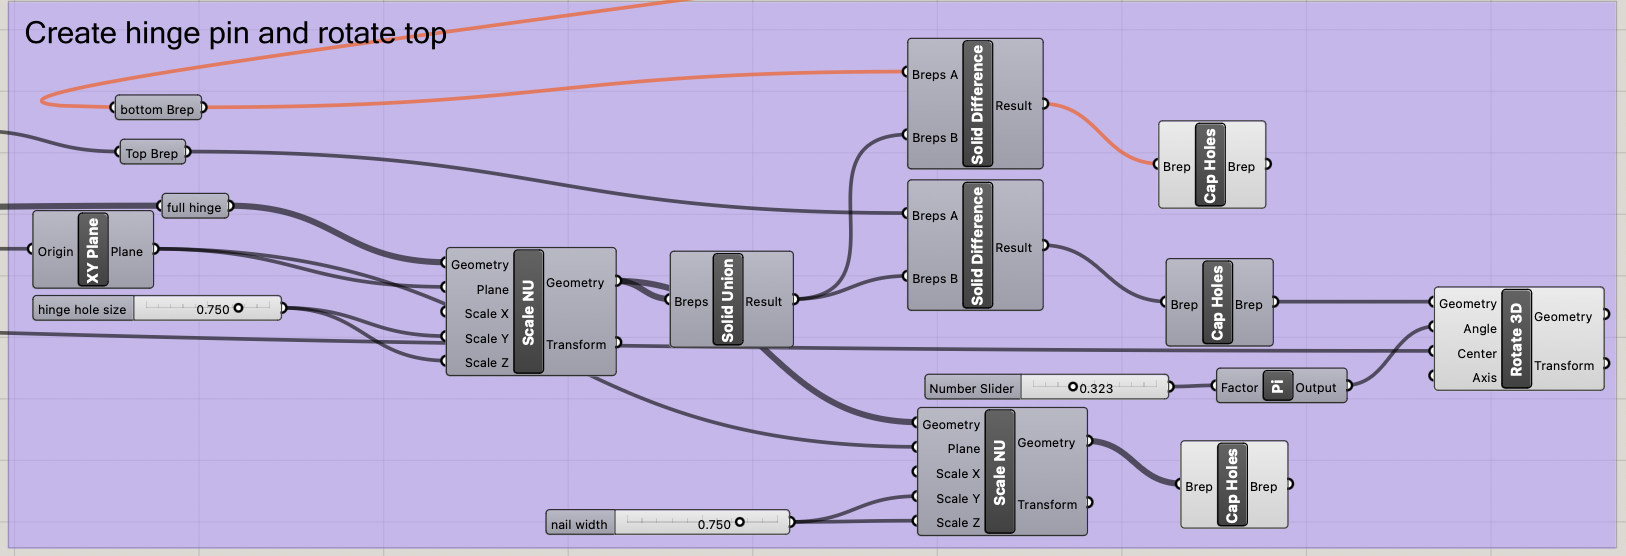 Create hinge pin and rotate top
bottom Brep
Top Brep
full hinge
Origin XY Plane Plane
hinge hole size 0.750
Geometry
Plane
Scale X
Scale Y
Scale Z
Scale NU
Geometry
Transform
Breps Solid Union Result
Breps A
Breps B
Solid Difference
Result
Breps A
Breps B
Solid Difference
Result
Brep Cap Holes Brep
Brep Cap Holes Brep
Number Slider 0.323
Factor Pi Output
Geometry
Angle
Center
Axis
Rotate 3D
Geometry
Transform
Geometry
Plane
Scale X
Scale Y
Scale Z
Scale NU
Geometry
Transform
nail width 0.750
Brep Cap Holes Brep